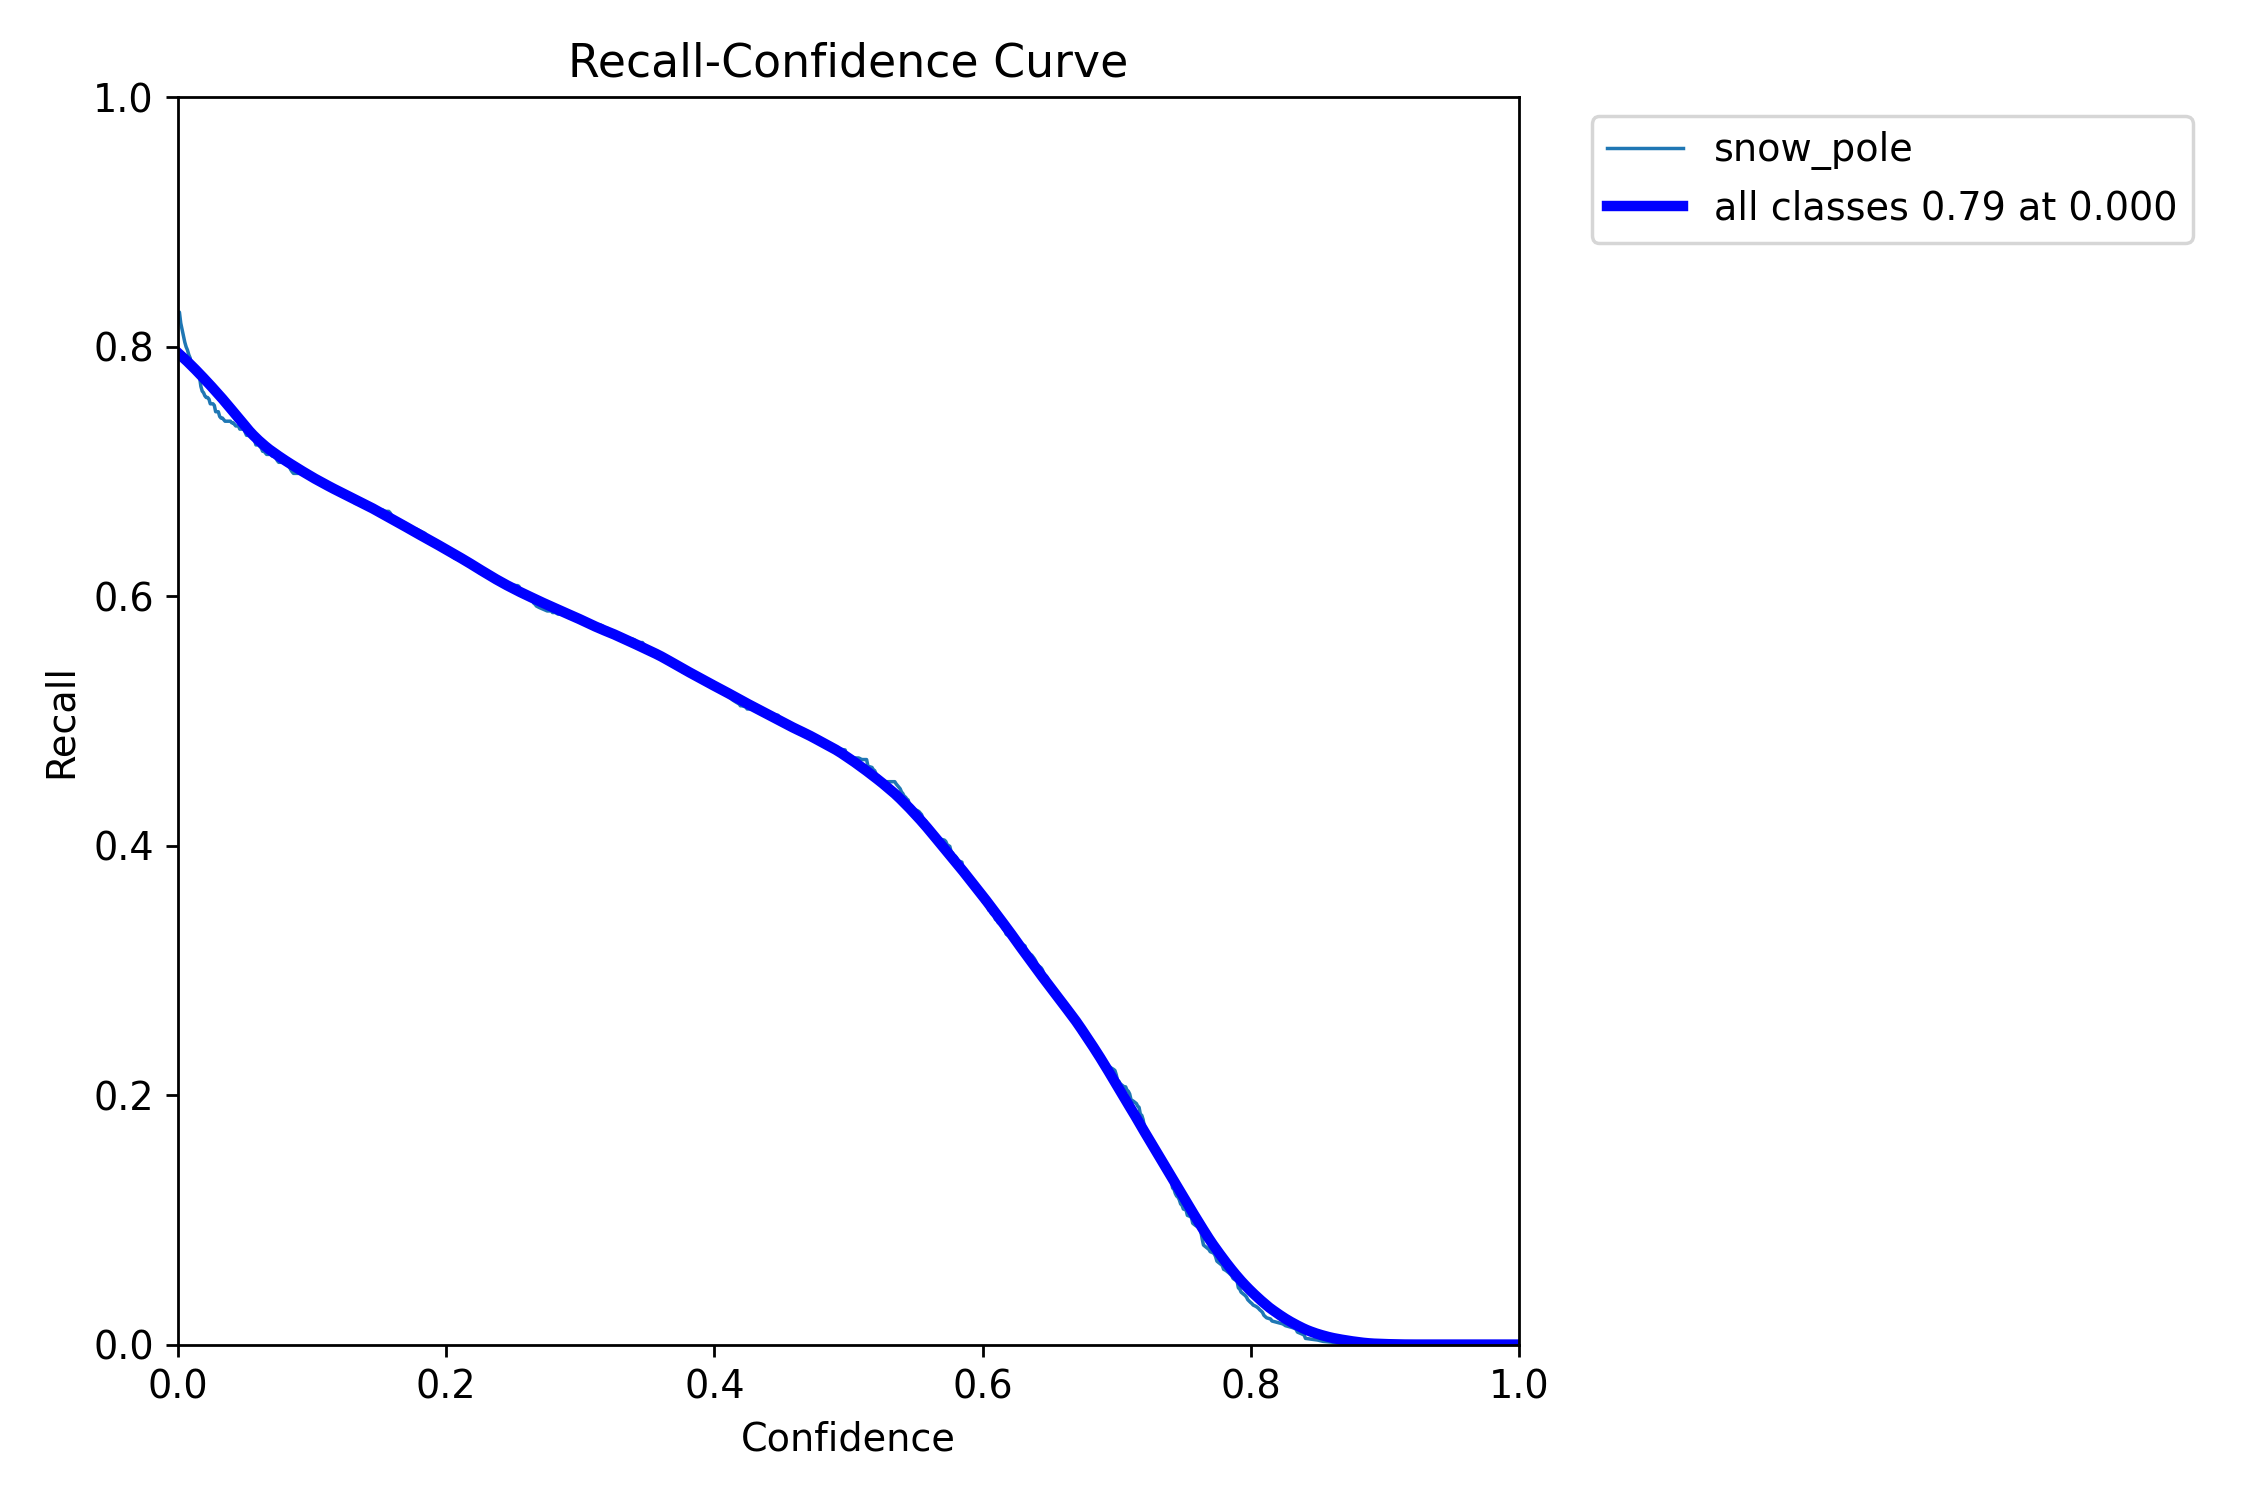 Recall-Confidence Curve
1.0
0.8
0.6
0.4
0.2
0.0
Recall
0.0 0.2 0.4 0.6 0.8 1.0
Confidence
snow_pole
all classes 0.79 at 0.000